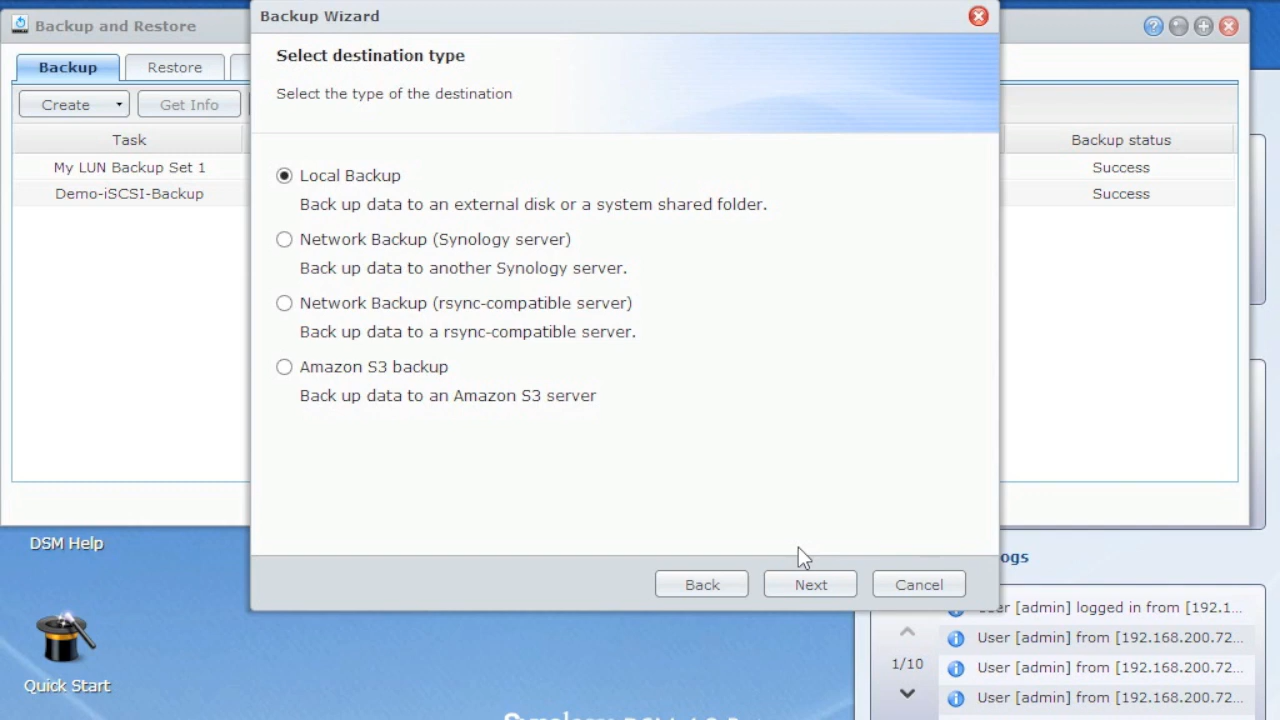 Backup Wizard
Backup and Restore
Select destination type
Backup
Restore
Select the type of the destination
Create
Get Info
Task
Backup status
My LUN Backup Set 1
Success
Demo-iSCSI-Backup
Success
Local Backup
Back up data to an external disk or a system shared folder.
Network Backup (Synology server)
Back up data to another Synology server.
Network Backup (rsync-compatible server)
Back up data to a rsync-compatible server.
Amazon S3 backup
Back up data to an Amazon S3 server
Back
Next
Cancel
DSM Help
Quick Start
ogs
User [admin] logged in from [192.1...
User [admin] from [192.168.200.72...
1/10
User [admin] from [192.168.200.72...
User [admin] from [192.168.200.72...